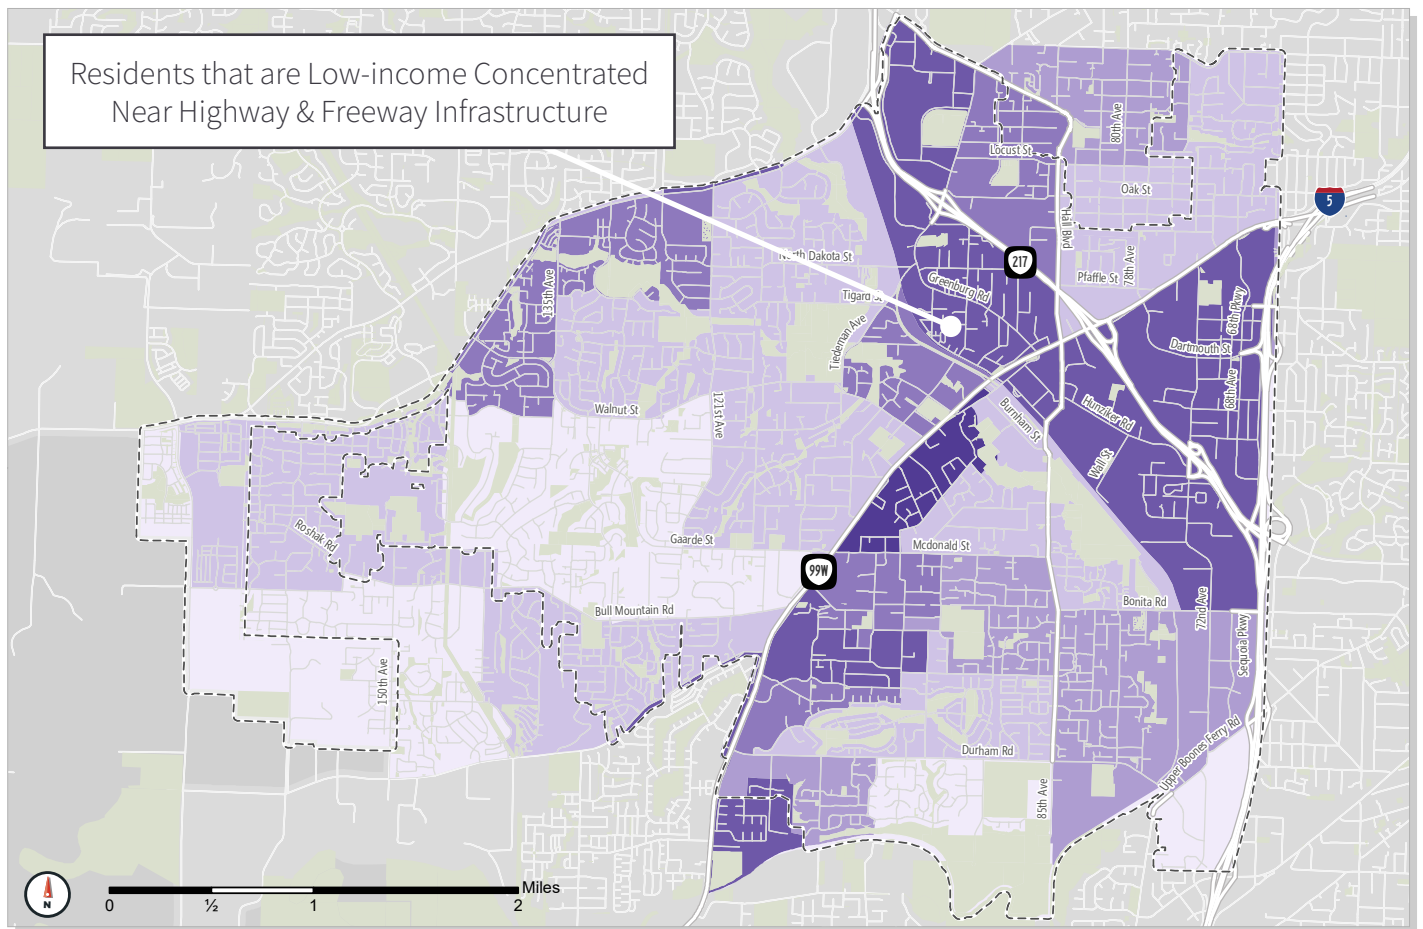 Residents that are Low-income Concentrated
Near Highway & Freeway Infrastructure
80th Ave
Locust St
Oak St
5
Hall Blvd
217
78th Ave
Pfaffle St
North Dakota St
Greenburg Rd
135th Ave
Tigard St
68th Pkwy
Tiedeman Ave
Dartmouth St
68th Ave
Walnut St
121st Ave
Burnham St
Hunziker Rd
Wall St
Roshak Rd
Gaarde St
Mcdonald St
99W
Bull Mountain Rd
Bonita Rd
72nd Ave
Sequoia Pkwy
150th Ave
Durham Rd
Upper Boones Ferry Rd
85th Ave
N
Miles
0 ½ 1 2